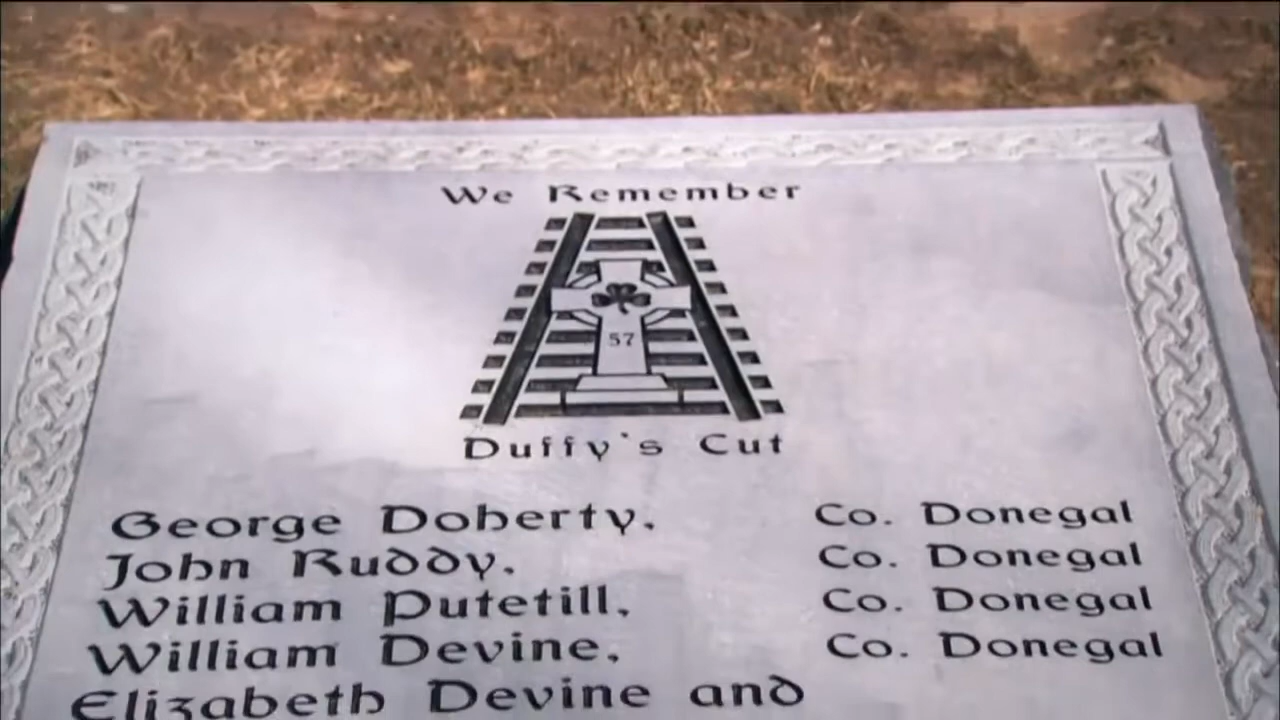 We Remember
57
Duffy's Cut
George Doherty, Co. Donegal
John Ruddy, Co. Donegal
William Putetill, Co. Donegal
William Devine, Co. Donegal
Elizabeth Devine and